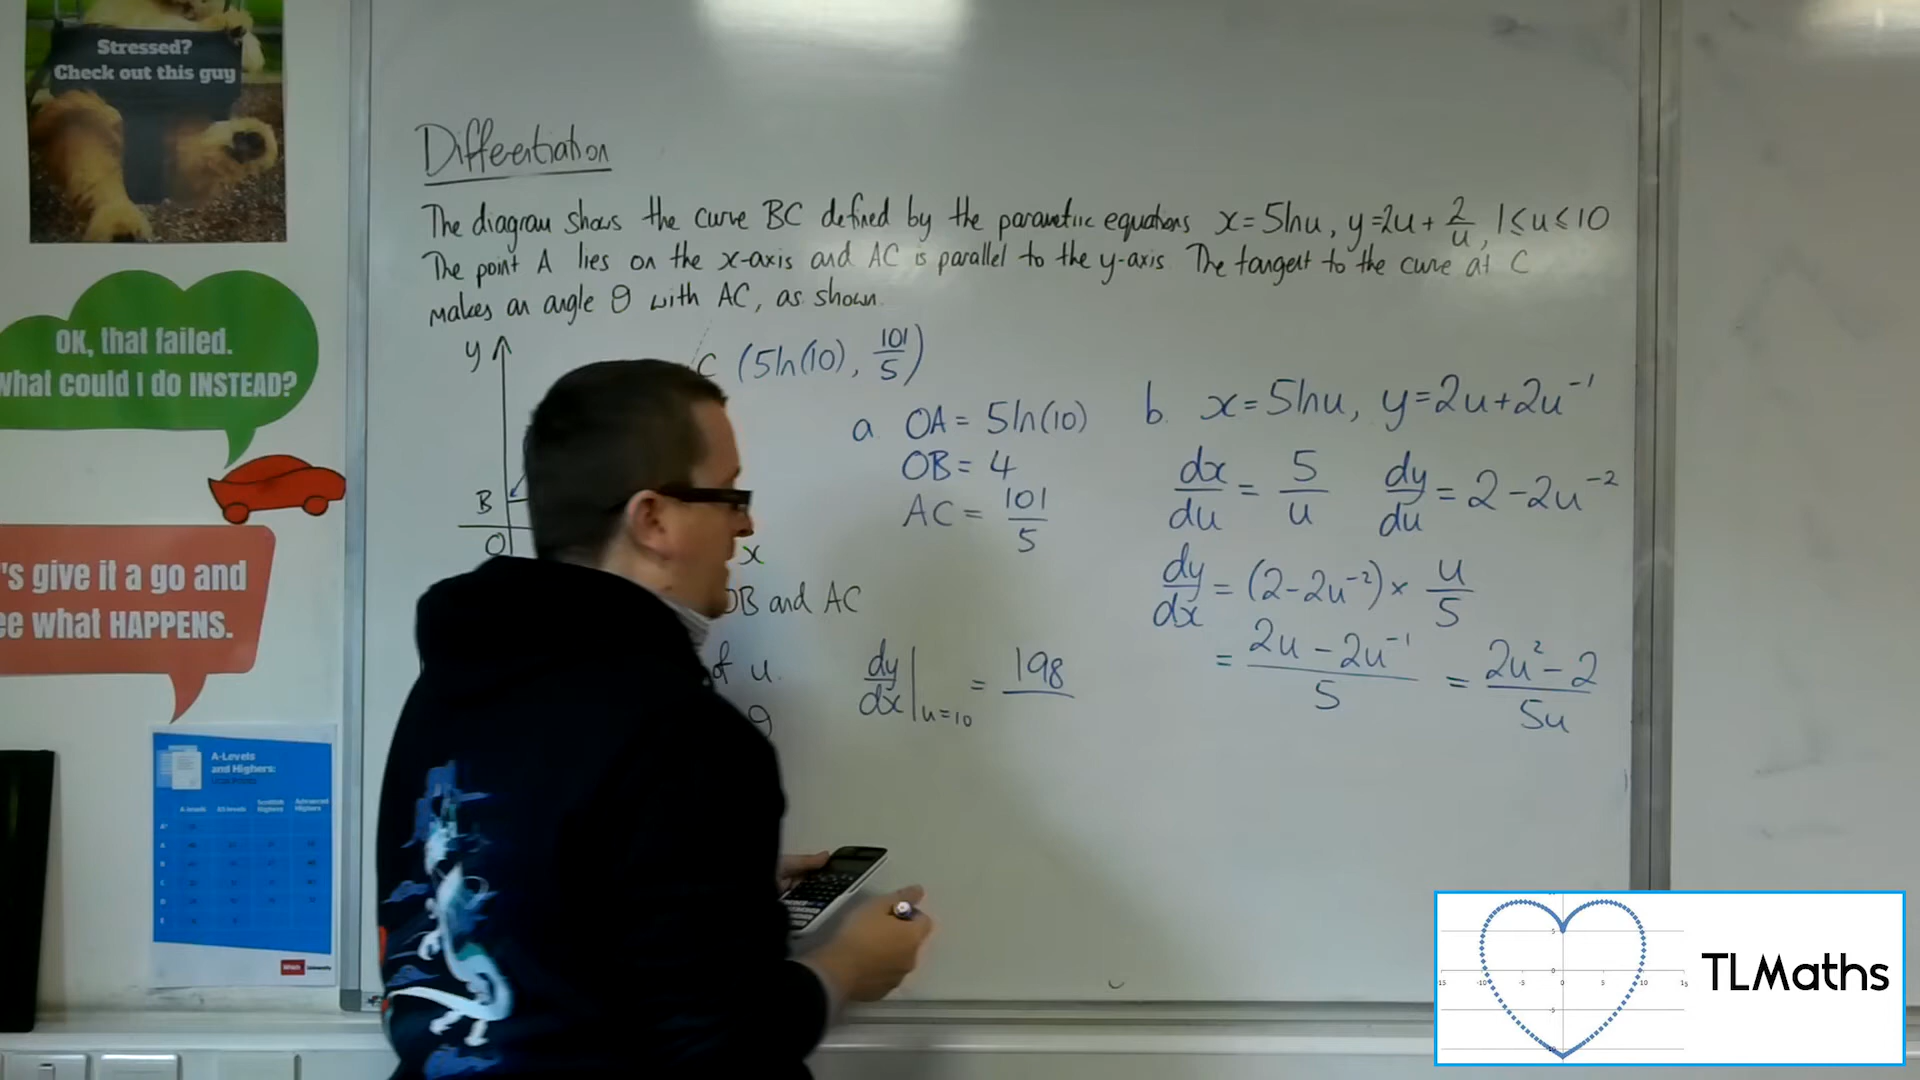 Stressed?
Check out this guy
OK, that failed.
what could I do INSTEAD?
's give it a go and
ee what HAPPENS.
A-Levels
and Highers:
Differentiation
The diagram shows the curve BC defined by the parametric equations x=5lnu, y=2u+2/u, 1≤u≤10
The point A lies on the x-axis and AC is parallel to the y-axis. The tangent to the curve at C
makes an angle θ with AC, as shown.
y
C (5ln(10), 101/5)
B
O
x
OB and AC
of u.
θ
a. OA = 5ln(10)
OB = 4
AC = 101/5
dy/dx|u=10 = 198
b. x=5lnu, y=2u+2u⁻¹
dx/du = 5/u dy/du = 2-2u⁻²
dy/dx = (2-2u⁻²)× u/5
= 2u-2u⁻¹/5 = 2u²-2/5u
TLMaths